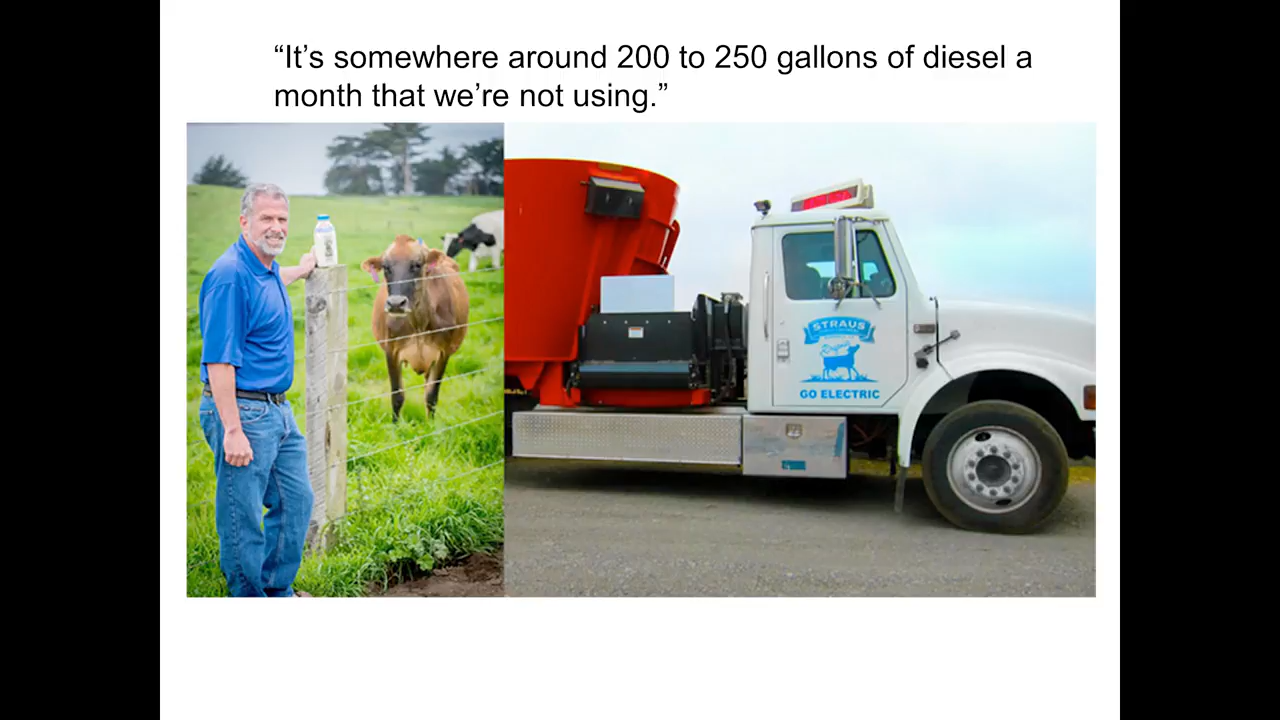 “It’s somewhere around 200 to 250 gallons of diesel a
month that we’re not using.”
STRAUS
GO ELECTRIC